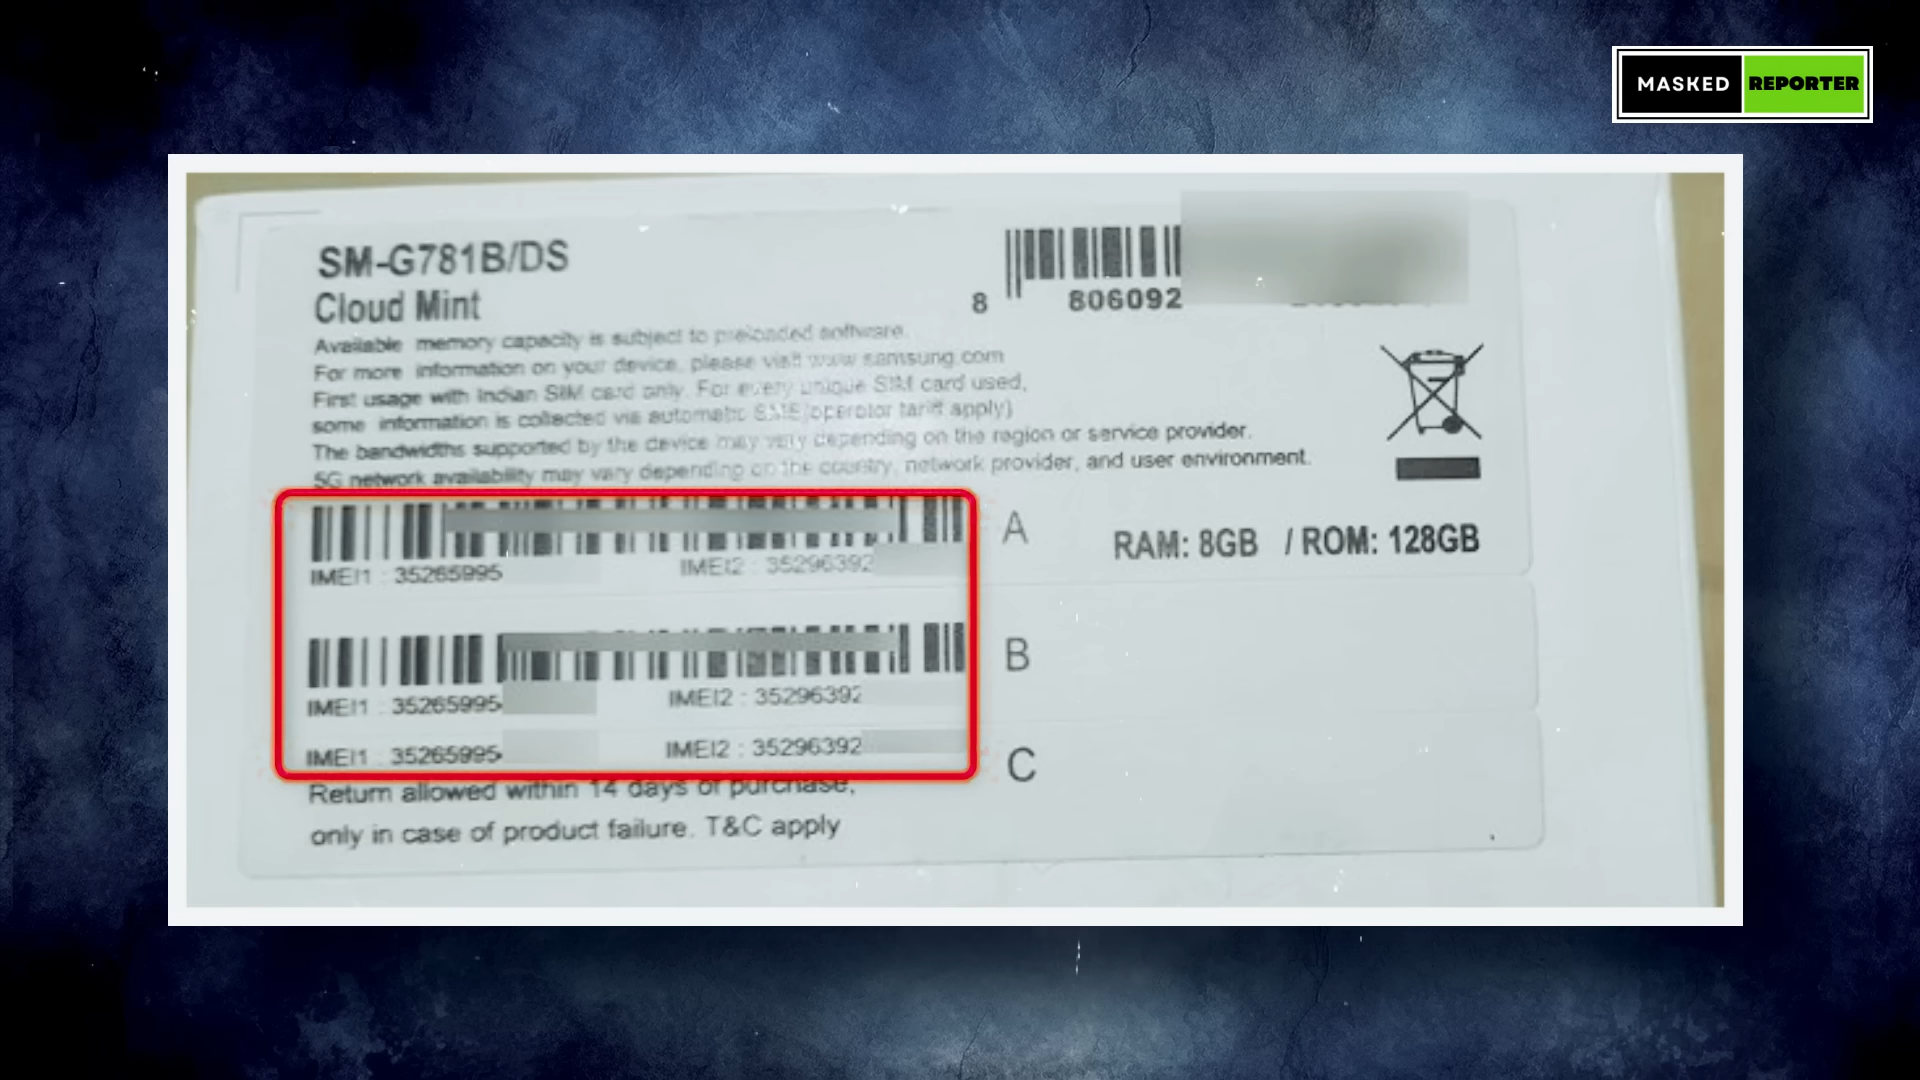 MASKED REPORTER
SM-G781B/DS
Cloud Mint
8 806092
Available memory capacity is subject to preloaded software.
For more information on your device, please visit www.samsung.com
First usage with Indian SIM card only. For every unique SIM card used,
some information is collected via automatic SMS(operator tariff apply)
The bandwidths supported by the device may vary depending on the region or service provider.
5G network availability may vary depending on the country, network provider, and user environment.
A
RAM: 8GB / ROM: 128GB
IMEI1 : 35265995 IMEI2 : 35296392
B
IMEI1 : 35265995 IMEI2 : 35296392
IMEI1 : 35265995 IMEI2 : 35296392
C
Return allowed within 14 days of purchase,
only in case of product failure. T&C apply